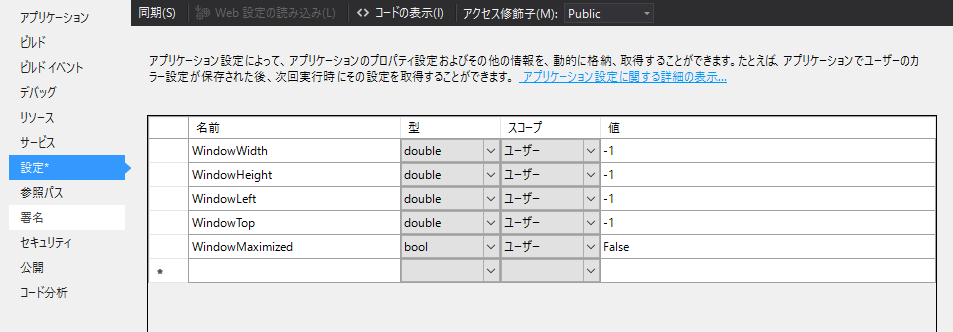 同期(S)
Web 設定の読み込み(L)
コードの表示(I)
アクセス修飾子(M):
Public
アプリケーション
ビルド
ビルド イベント
デバッグ
リソース
サービス
設定*
参照パス
署名
セキュリティ
公開
コード分析
アプリケーション設定によって、アプリケーションのプロパティ設定およびその他の情報を、動的に格納、取得することができます。たとえば、アプリケーションでユーザーのカ
ラー設定が保存された後、次回実行時にその設定を取得することができます。 アプリケーション設定に関する詳細の表示...
名前 型 スコープ 値
WindowWidth double ユーザー -1
WindowHeight double ユーザー -1
WindowLeft double ユーザー -1
WindowTop double ユーザー -1
WindowMaximized bool ユーザー False
*